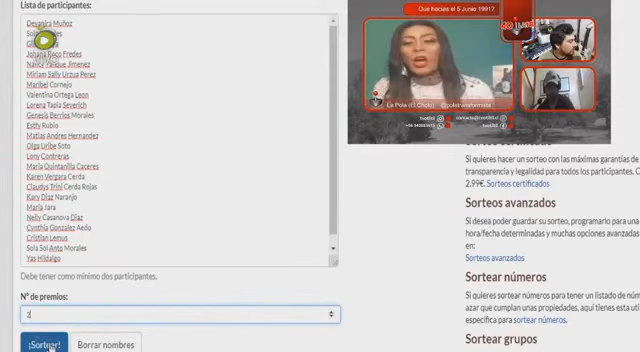 Lista de participantes:
Deyanira Muñoz
Johana Roco Fredes
Nancy Yañque Jimenez
Miriam Sally Urzua Perez
Maribel Cornejo
Valentina Ortega Leon
Lorena Tapia Severich
Genesis Berrios Morales
Estfy Rubio
Matias Andres Hernandez
Olga Uribe Soto
Lony Contreras
Maria Quintanilla Caceres
Karen Vergara Cerda
Claudys Trini Cerda Rojas
Kary Diaz Naranjo
Maria Jara
Nelly Casanova Diaz
Cynthia Gonzalez Aedo
Cristian Lemus
Sola Sol Anto Morales
Yas Hidalgo
Debe tener como mínimo dos participantes.
Nº de premios:
2
¡Sortear!
Borrar nombres
Qué hacías el 5 Junio 1991?
La Pola (El Cholo)
Si quieres hacer un sorteo con las máximas garantías de
transparencia y legalidad para todos los participantes.
2,99€. Sorteos certificados
Sorteos avanzados
Si desea poder guardar su sorteo, programarlo para una
hora/fecha determinadas y muchas opciones avanzadas
en:
Sorteos avanzados
Sortear números
Si quieres sortear números para tener un listado de
azar que cumplan unas propiedades, aquí tienes esta
específica para sortear números.
Sortear grupos